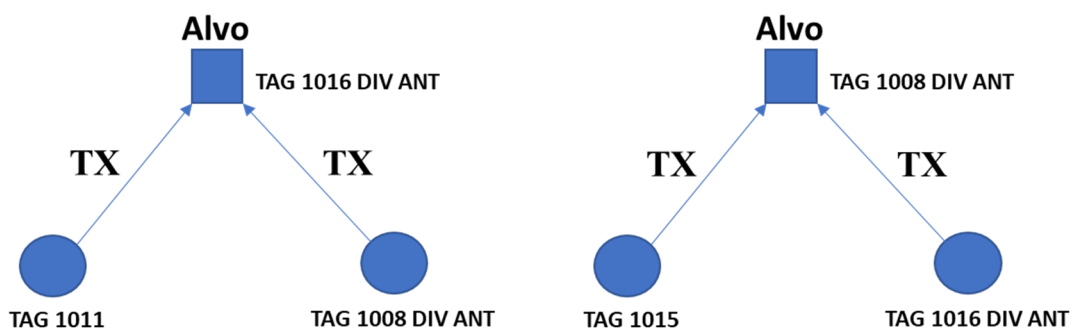 Alvo
TAG 1016 DIV ANT
TX
TX
TAG 1011
TAG 1008 DIV ANT
Alvo
TAG 1008 DIV ANT
TX
TX
TAG 1015
TAG 1016 DIV ANT